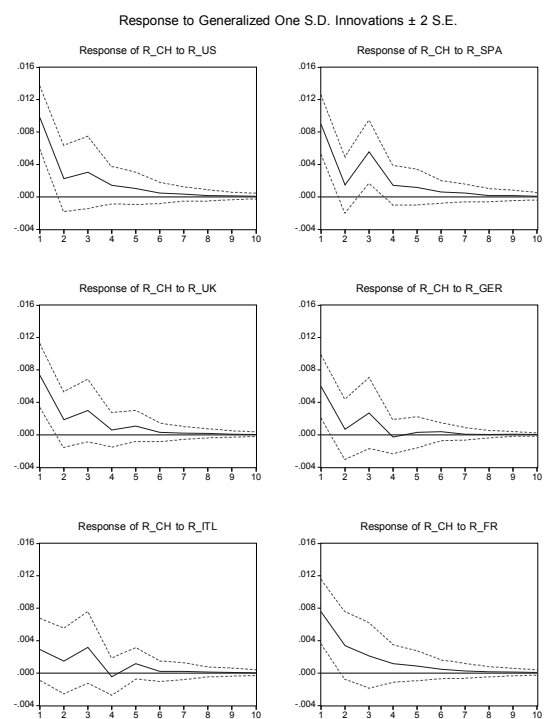 Response to Generalized One S.D. Innovations ± 2 S.E.
Response of R_CH to R_US
.016
.012
.008
.004
.000
-.004
1 2 3 4 5 6 7 8 9 10
Response of R_CH to R_SPA
.016
.012
.008
.004
.000
-.004
1 2 3 4 5 6 7 8 9 10
Response of R_CH to R_UK
.016
.012
.008
.004
.000
-.004
1 2 3 4 5 6 7 8 9 10
Response of R_CH to R_GER
.016
.012
.008
.004
.000
-.004
1 2 3 4 5 6 7 8 9 10
Response of R_CH to R_ITL
.016
.012
.008
.004
.000
-.004
1 2 3 4 5 6 7 8 9 10
Response of R_CH to R_FR
.016
.012
.008
.004
.000
-.004
1 2 3 4 5 6 7 8 9 10